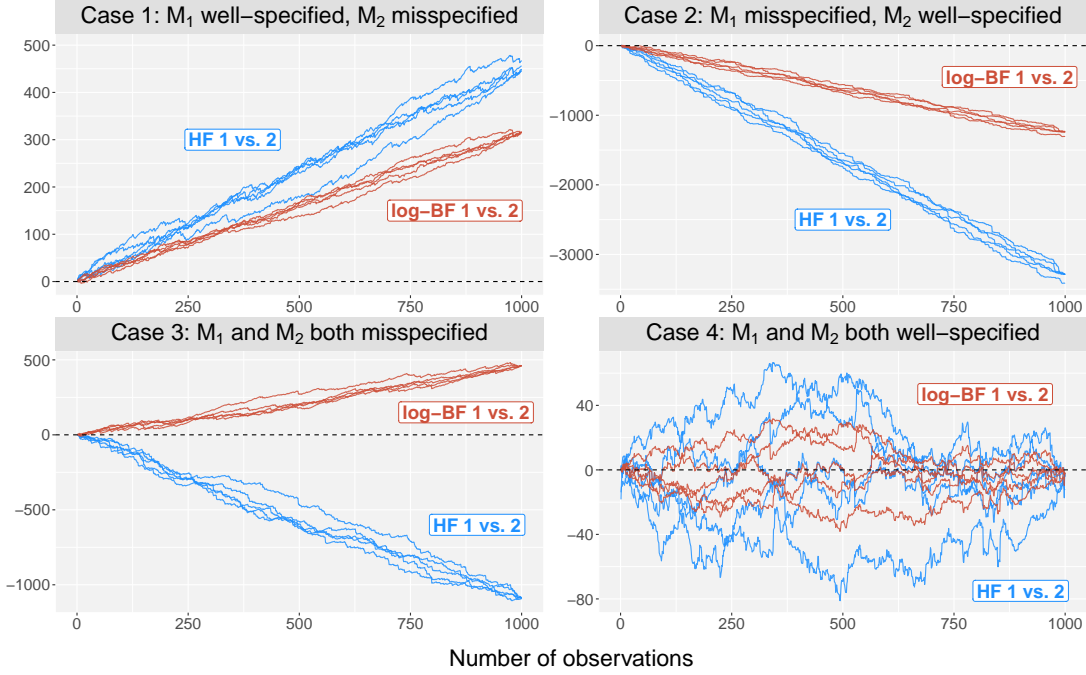 Case 1: M₁ well−specified, M₂ misspecified
500
400
300
200
100
0
HF 1 vs. 2
log−BF 1 vs. 2
0 250 500 750 1000
Case 2: M₁ misspecified, M₂ well−specified
0
−1000
−2000
−3000
log−BF 1 vs. 2
HF 1 vs. 2
0 250 500 750 1000
Case 3: M₁ and M₂ both misspecified
500
0
−500
−1000
log−BF 1 vs. 2
HF 1 vs. 2
0 250 500 750 1000
Case 4: M₁ and M₂ both well−specified
40
0
−40
−80
log−BF 1 vs. 2
HF 1 vs. 2
0 250 500 750 1000
Number of observations